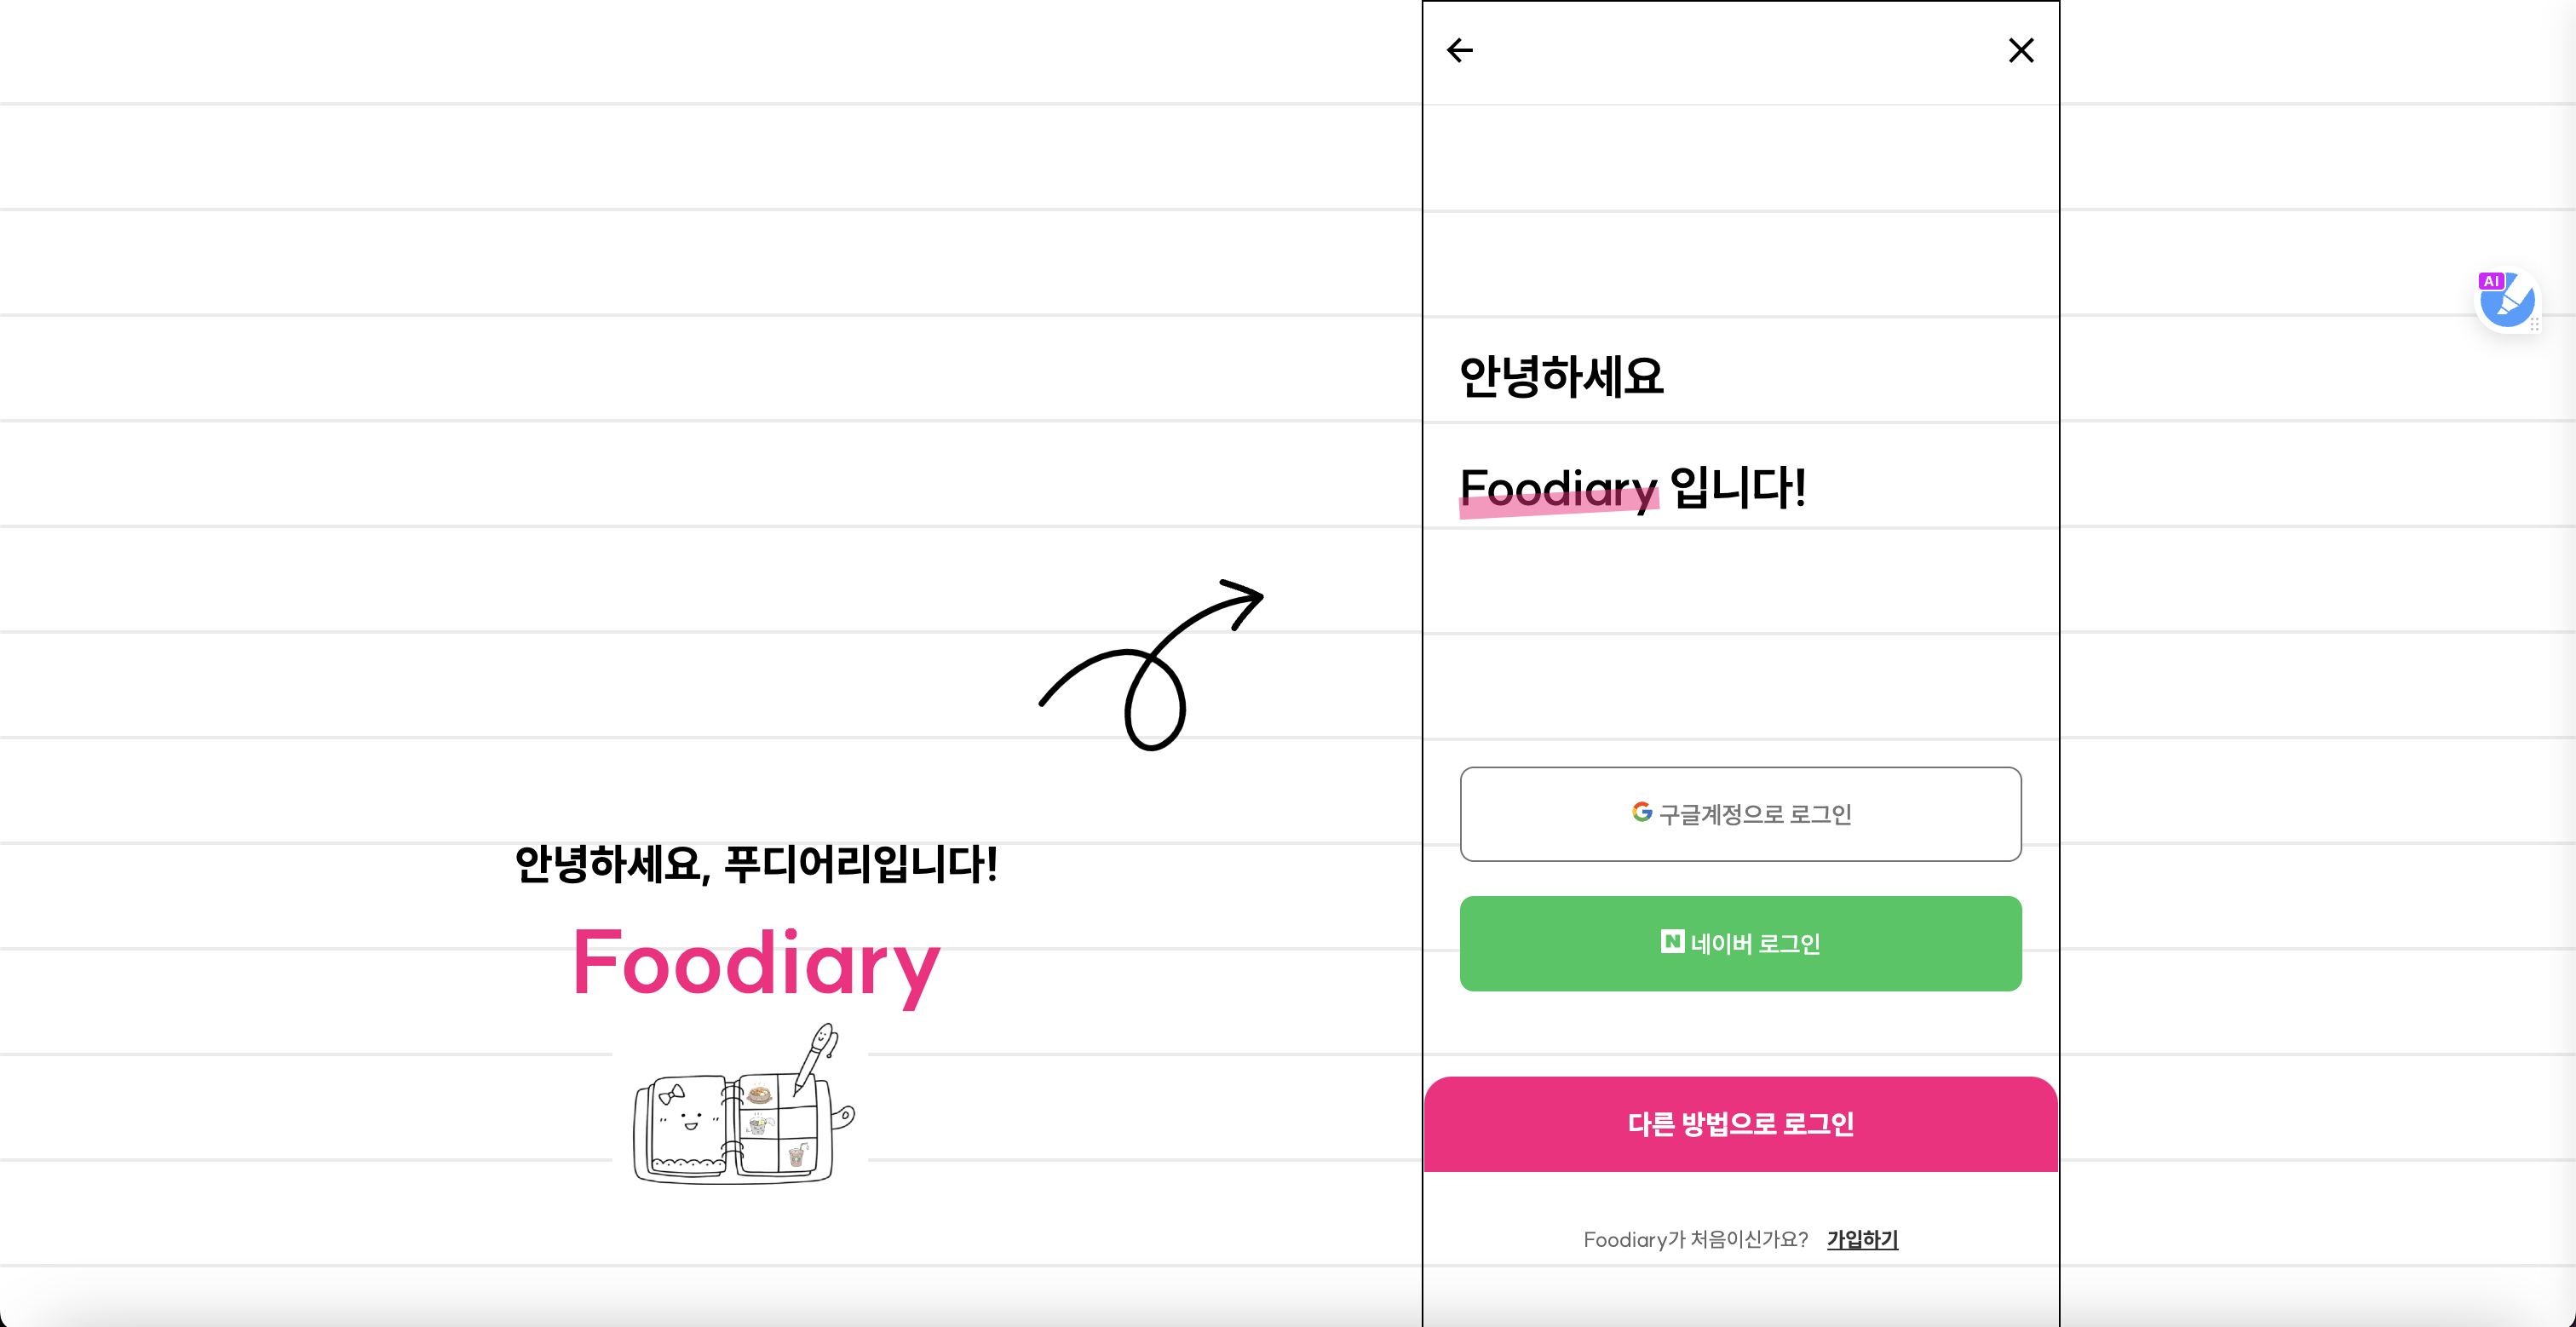 안녕하세요, 푸디어리입니다!
Foodiary
안녕하세요
Foodiary 입니다!
구글계정으로 로그인
N 네이버 로그인
다른 방법으로 로그인
Foodiary가 처음이신가요? 가입하기
AI